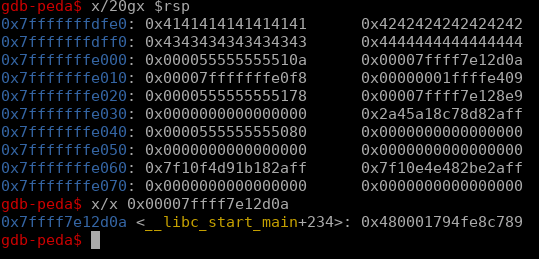 gdb-peda$ x/20gx $rsp
0x7fffffffdfe0: 0x4141414141414141 0x4242424242424242
0x7fffffffdff0: 0x4343434343434343 0x4444444444444444
0x7fffffffe000: 0x000055555555510a 0x00007ffff7e12d0a
0x7fffffffe010: 0x00007fffffffe0f8 0x00000001ffffe409
0x7fffffffe020: 0x0000555555555178 0x00007ffff7e128e9
0x7fffffffe030: 0x0000000000000000 0x2a45a18c78d82aff
0x7fffffffe040: 0x0000555555555080 0x0000000000000000
0x7fffffffe050: 0x0000000000000000 0x0000000000000000
0x7fffffffe060: 0x7f10f4d91b182aff 0x7f10e4e482be2aff
0x7fffffffe070: 0x0000000000000000 0x0000000000000000
gdb-peda$ x/x 0x00007ffff7e12d0a
0x7ffff7e12d0a <__libc_start_main+234>: 0x480001794fe8c789
gdb-peda$